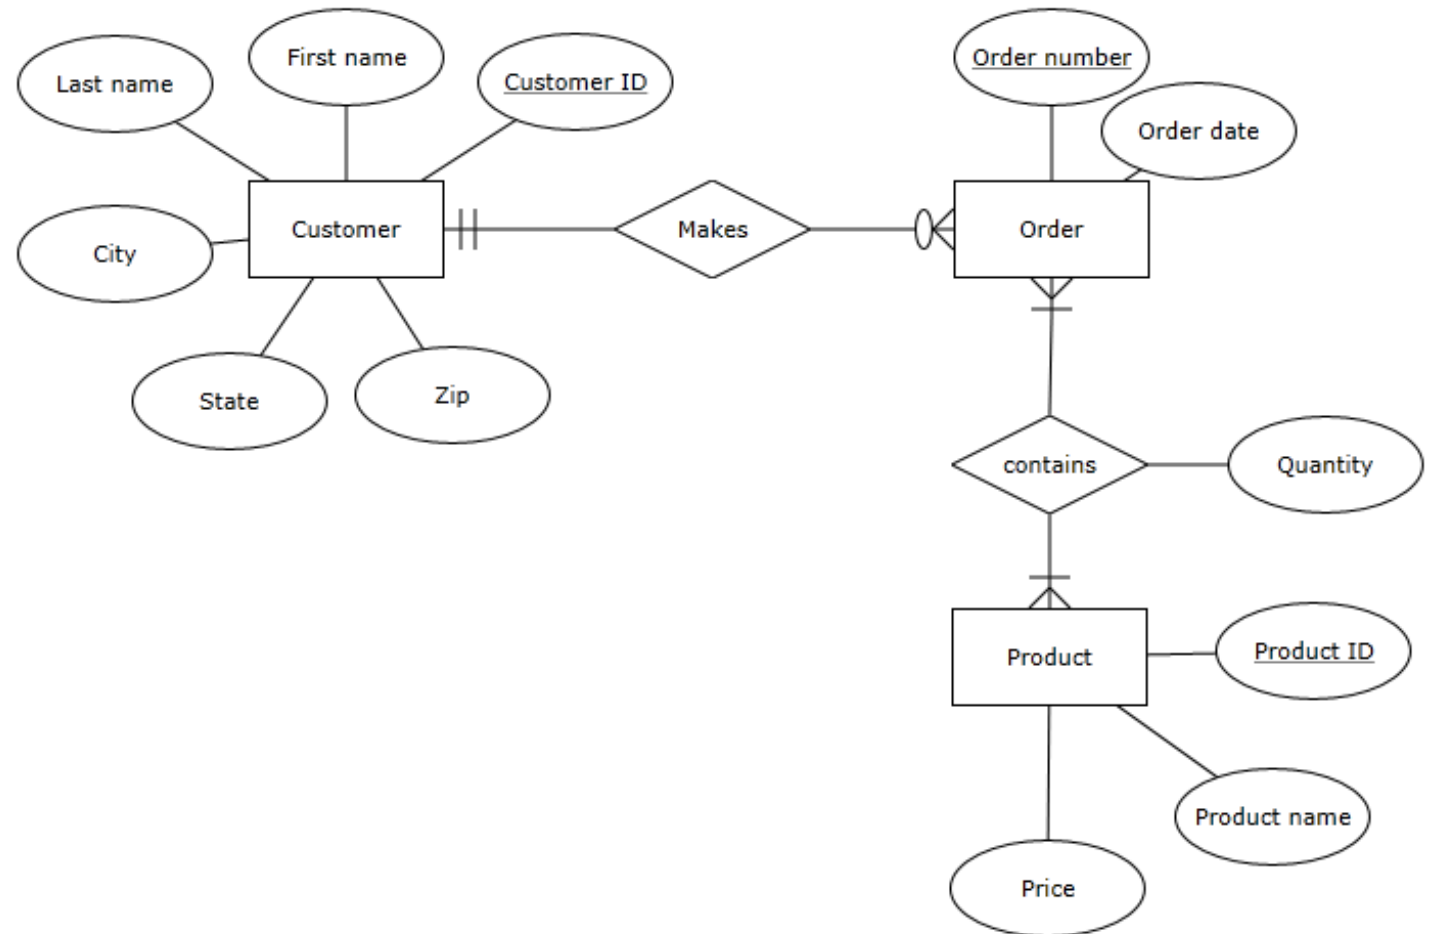 First name
Last name
Customer ID
Order number
Order date
Customer
Makes
Order
City
State
Zip
contains
Quantity
Product
Product ID
Product name
Price